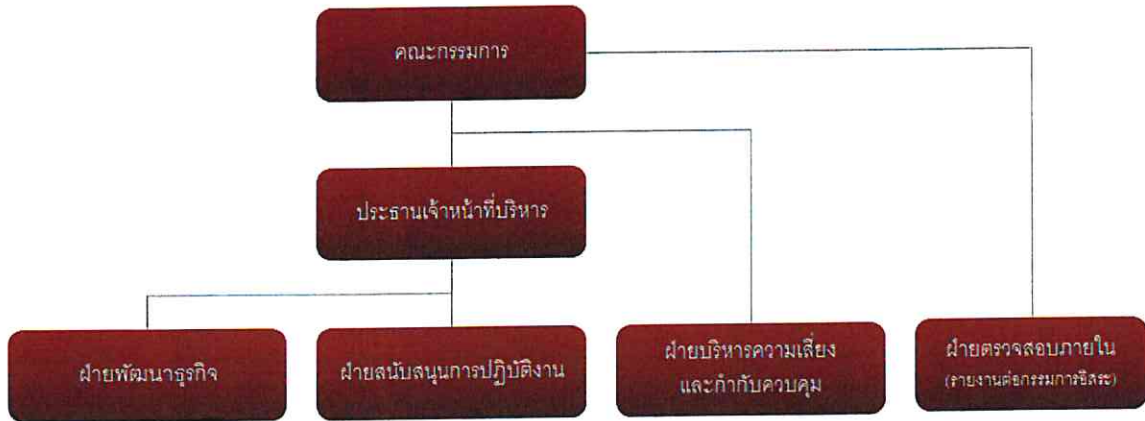 คณะกรรมการ
ประธานเจ้าหน้าที่บริหาร
ฝ่ายพัฒนาธุรกิจ
ฝ่ายสนับสนุนการปฏิบัติงาน
ฝ่ายบริหารความเสี่ยง
และกำกับควบคุม
ฝ่ายตรวจสอบภายใน
(รายงานต่อกรรมการอิสระ)